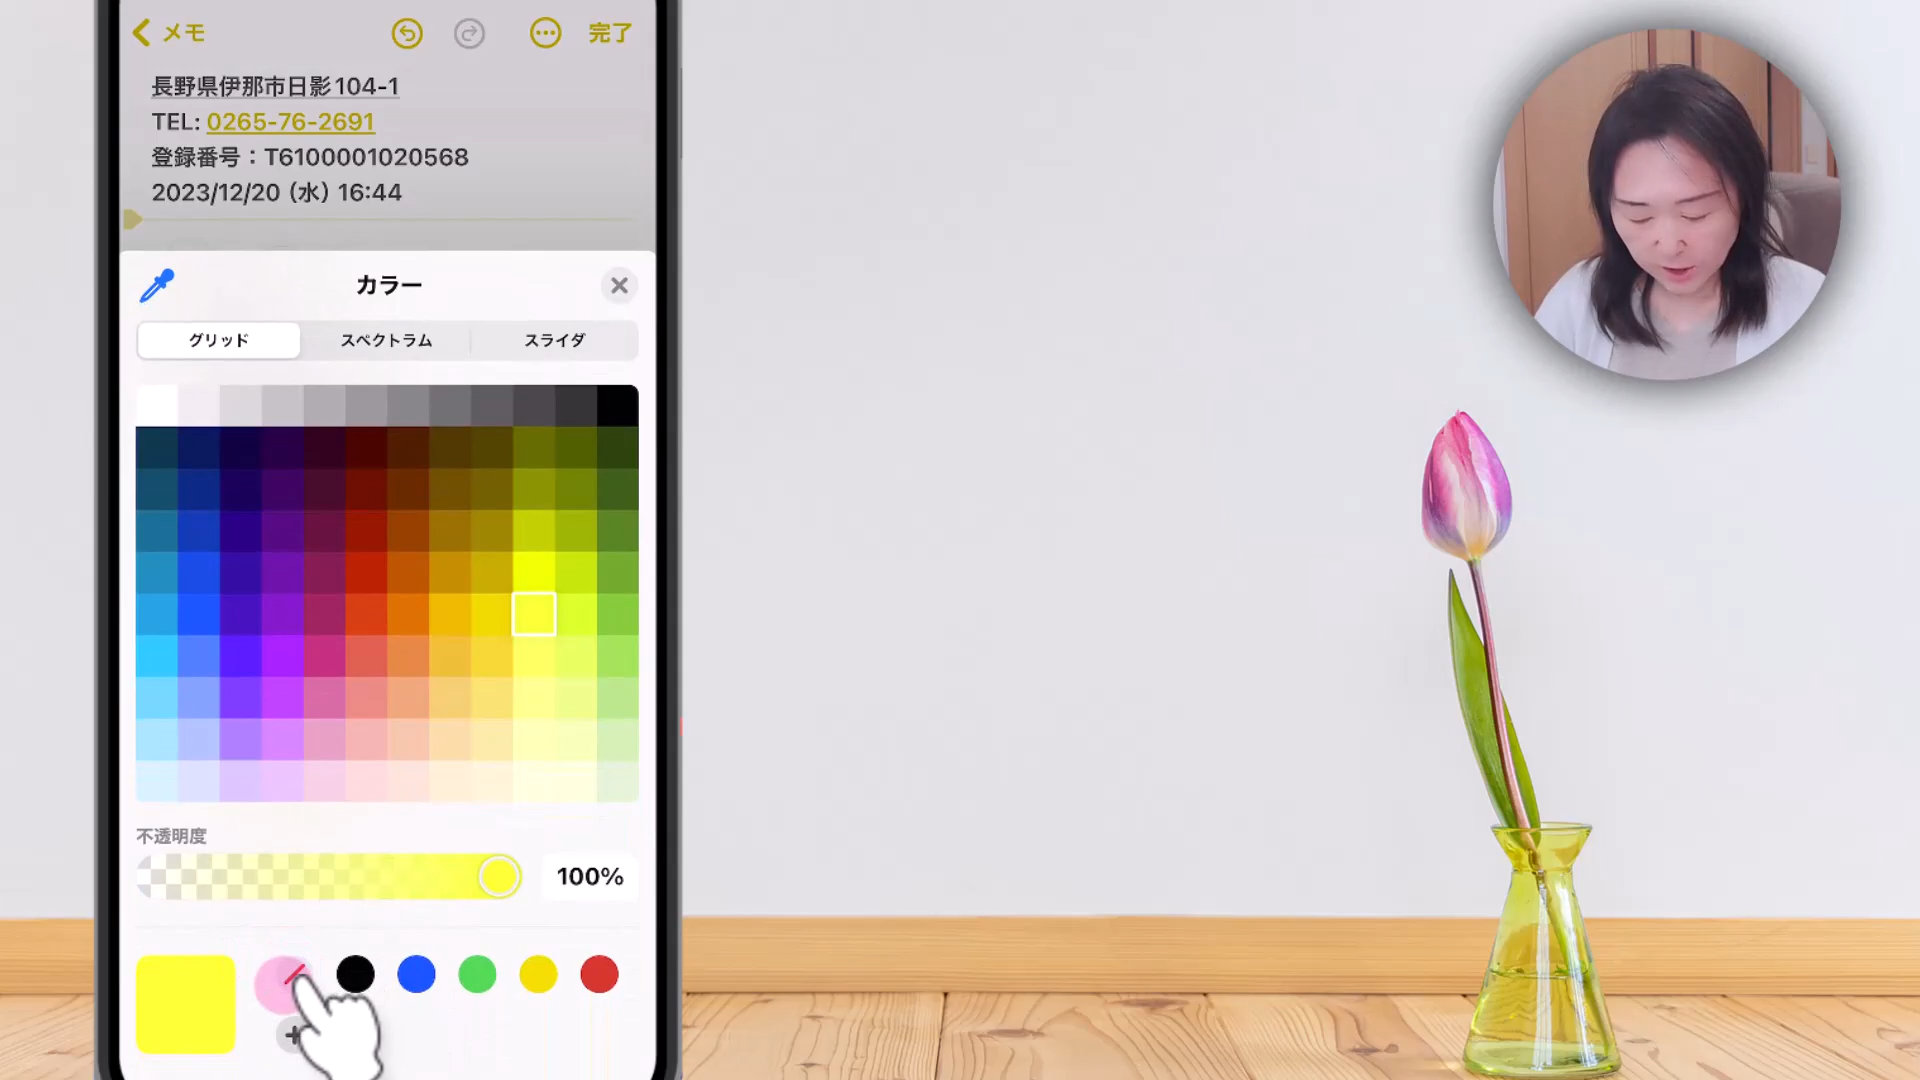 メモ
完了
長野県伊那市日影104-1
TEL: 0265-76-2691
登録番号：T6100001020568
2023/12/20 (水) 16:44
カラー
グリッド
スペクトラム
スライダ
不透明度
100%